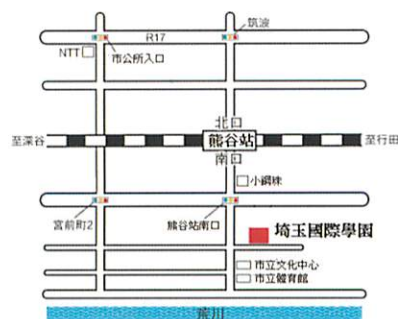 筑波
R17
NTT
市公所入口
北口
至深谷
熊谷站
至行田
南口
小鋼株
宮前町2
熊谷站南口
埼玉國際學園
市立文化中心
市立體育館
荒川